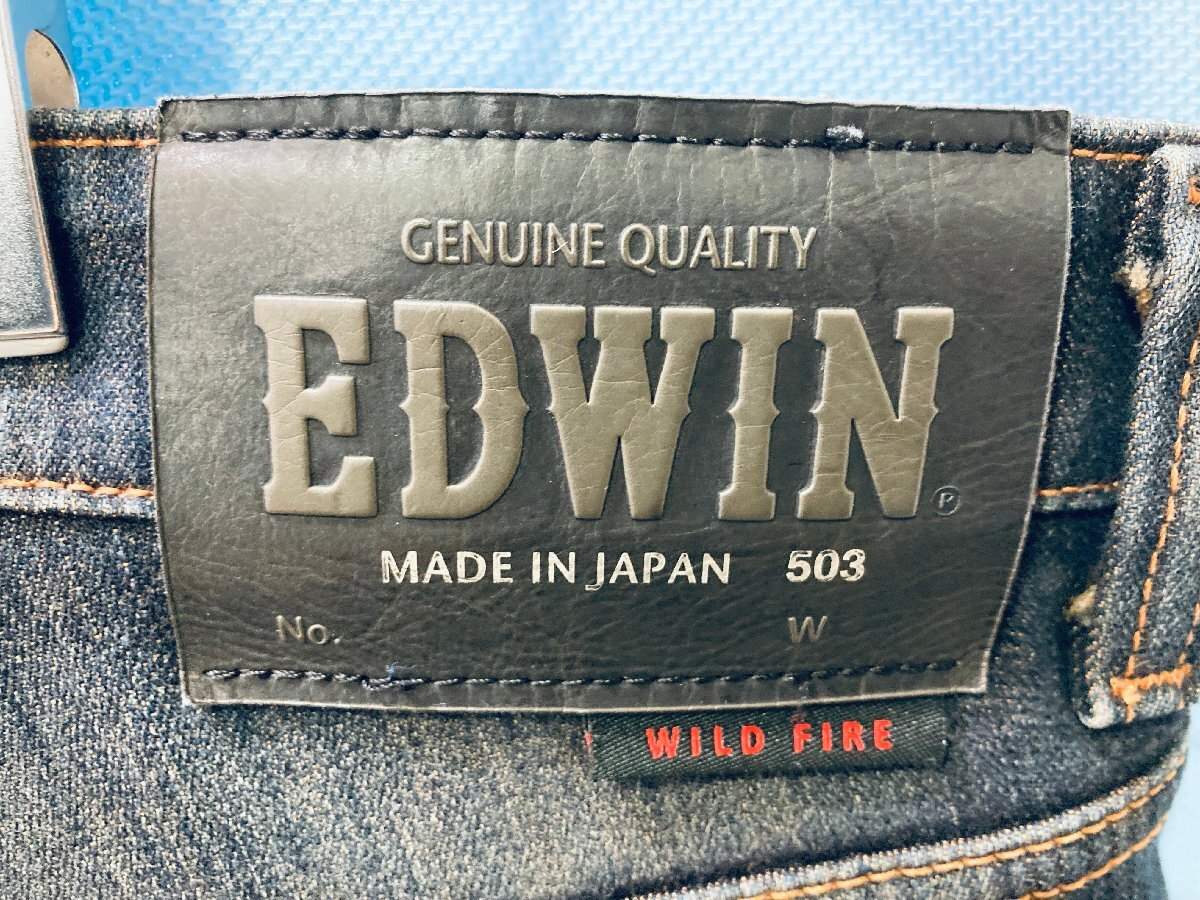 GENUINE QUALITY
EDWIN ℗
MADE IN JAPAN 503
No. W
WILD FIRE